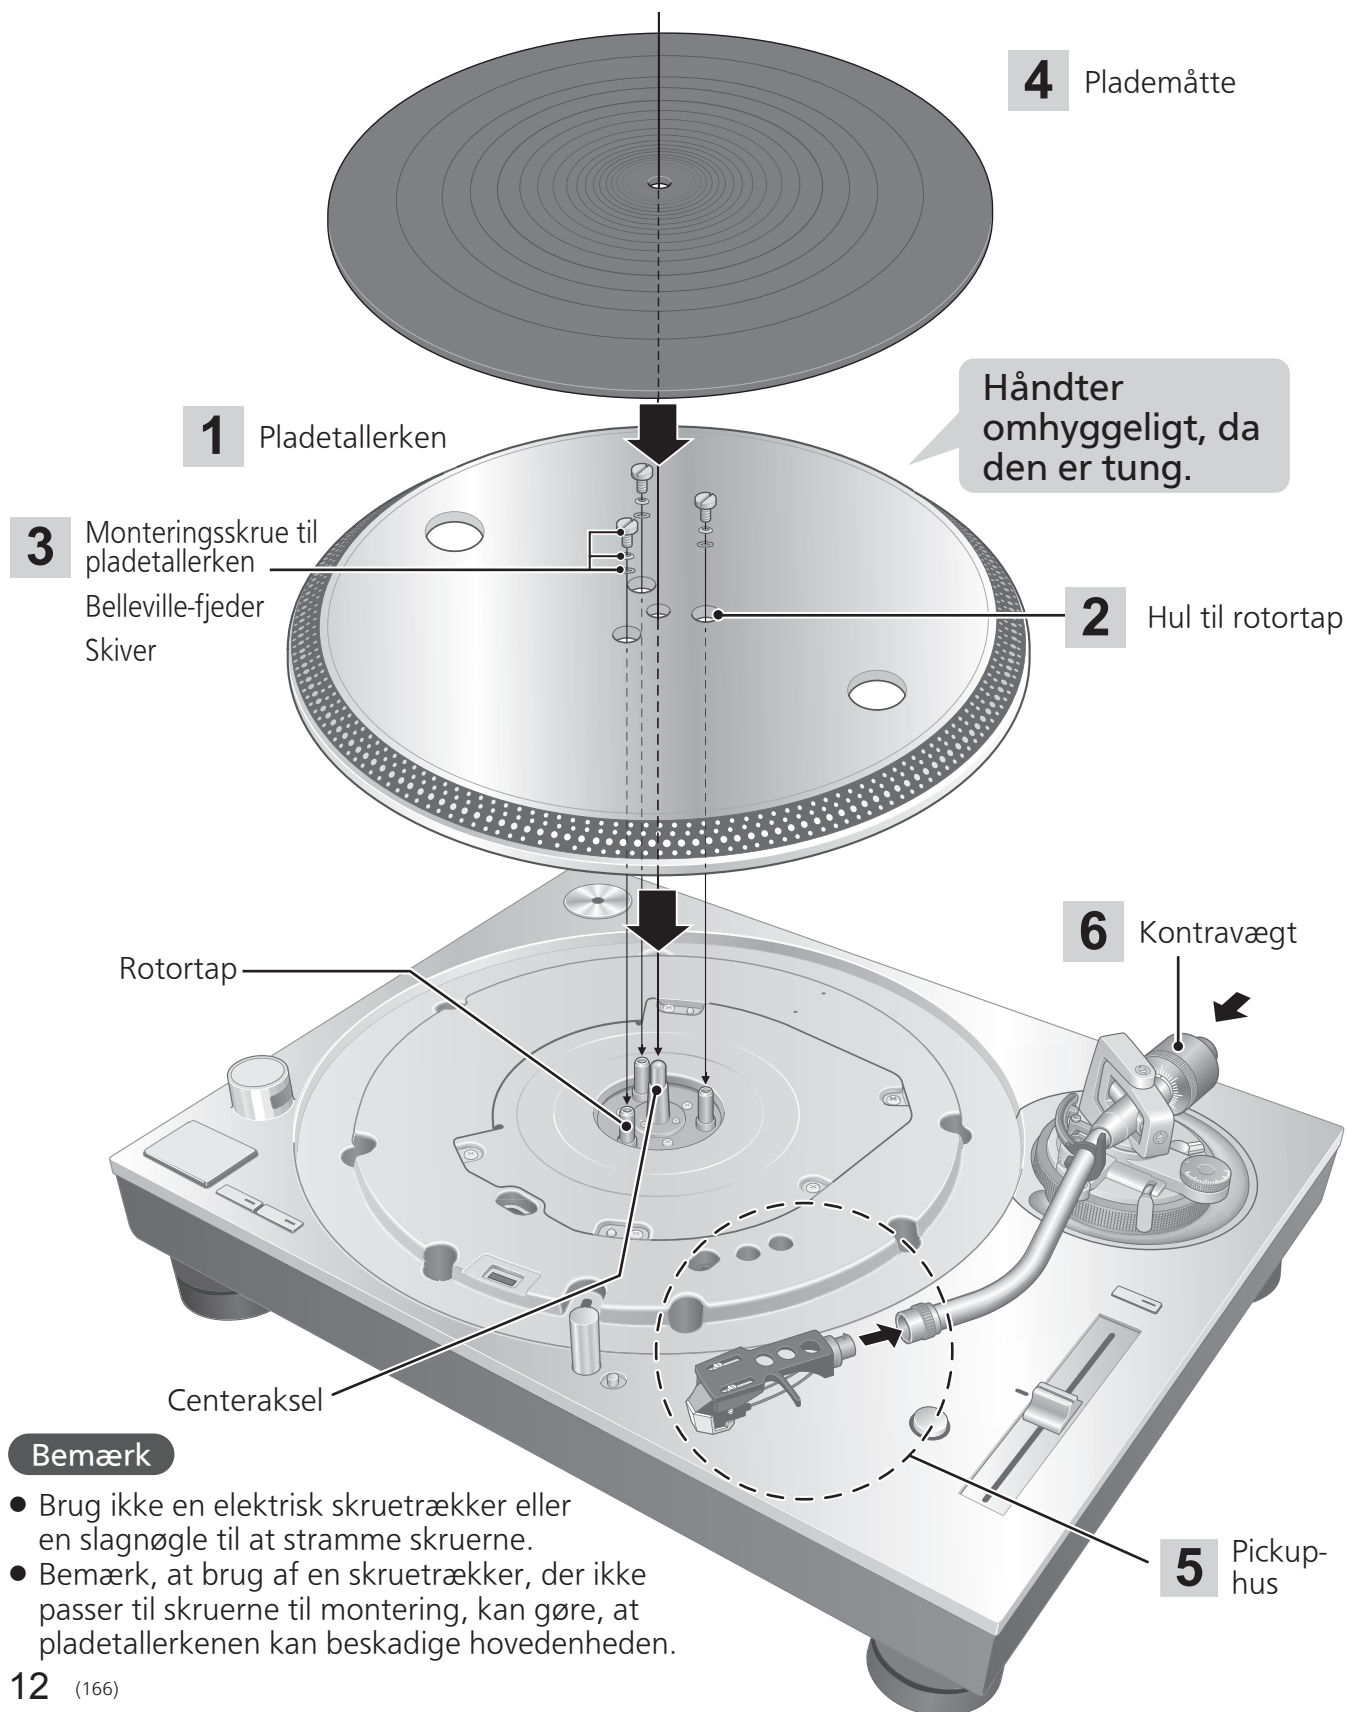 4 Plademåtte
Håndter
omhyggeligt, da
den er tung.
1 Pladetallerken
3 Monteringsskrue til
pladetallerken
Belleville-fjeder
Skiver
2 Hul til rotortap
6 Kontravægt
Rotortap
Centeraksel
Bemærk
● Brug ikke en elektrisk skruetrækker eller
en slagnøgle til at stramme skruerne.
● Bemærk, at brug af en skruetrækker, der ikke
passer til skruerne til montering, kan gøre, at
pladetallerkenen kan beskadige hovedenheden.
5 Pickup-
hus
12 (166)